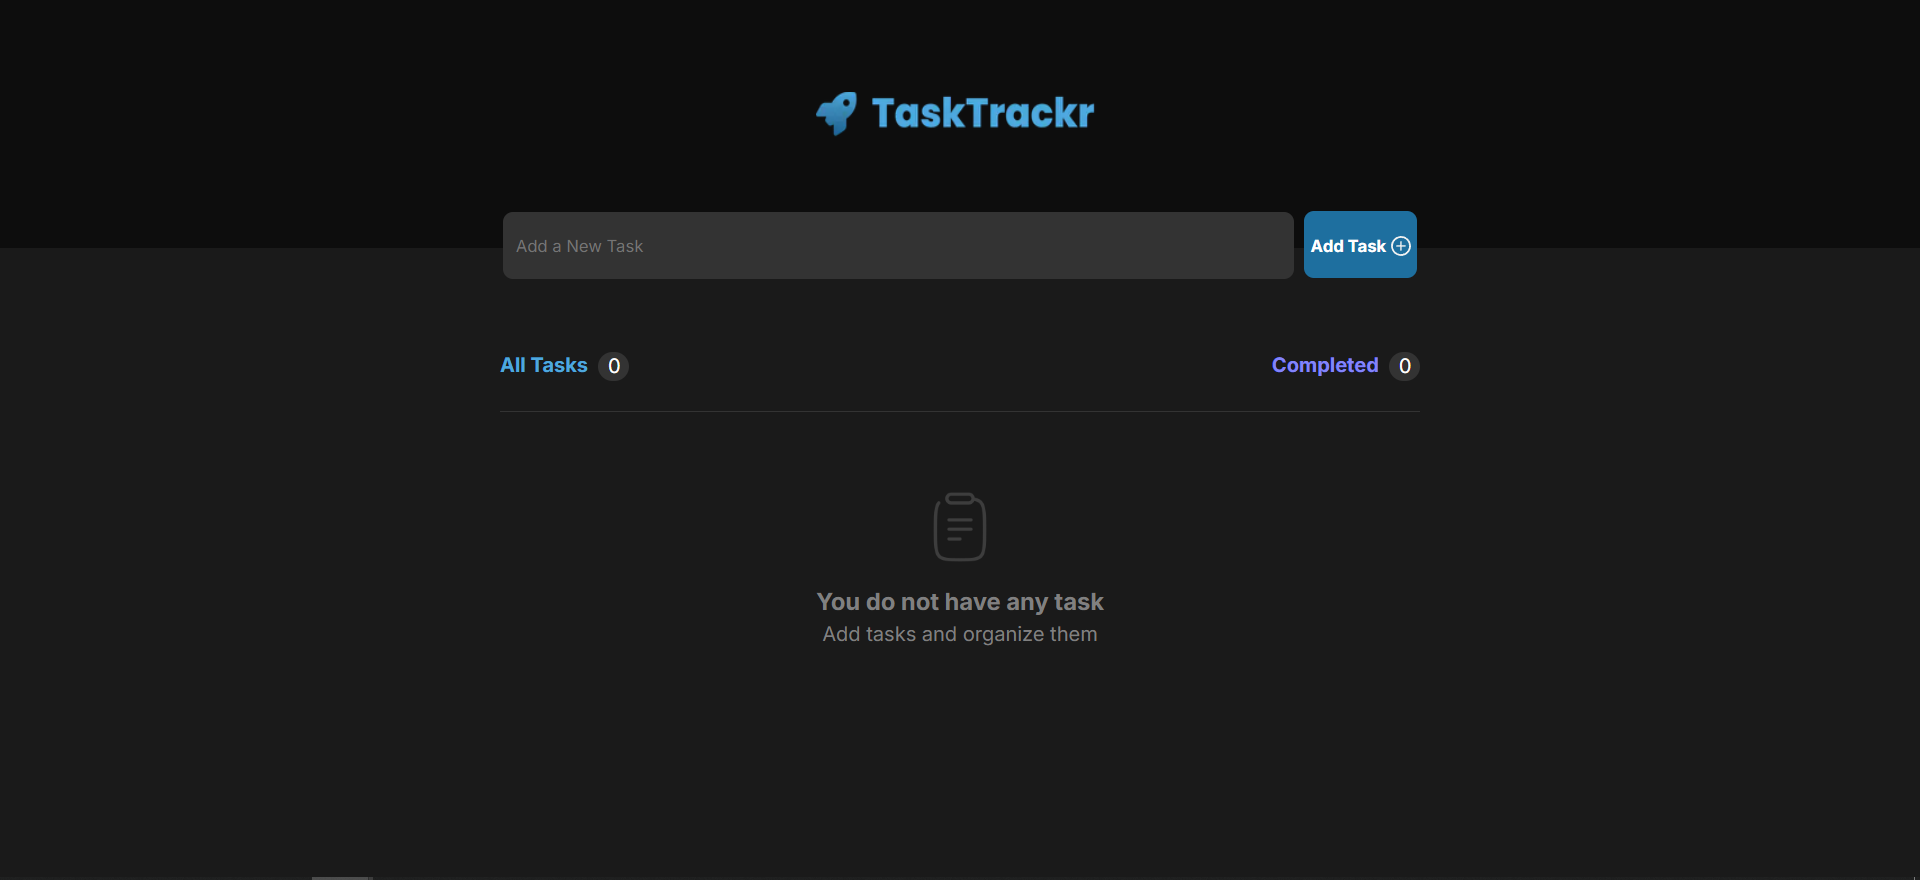 TaskTrackr
Add a New Task
Add Task
All Tasks 0
Completed 0
You do not have any task
Add tasks and organize them